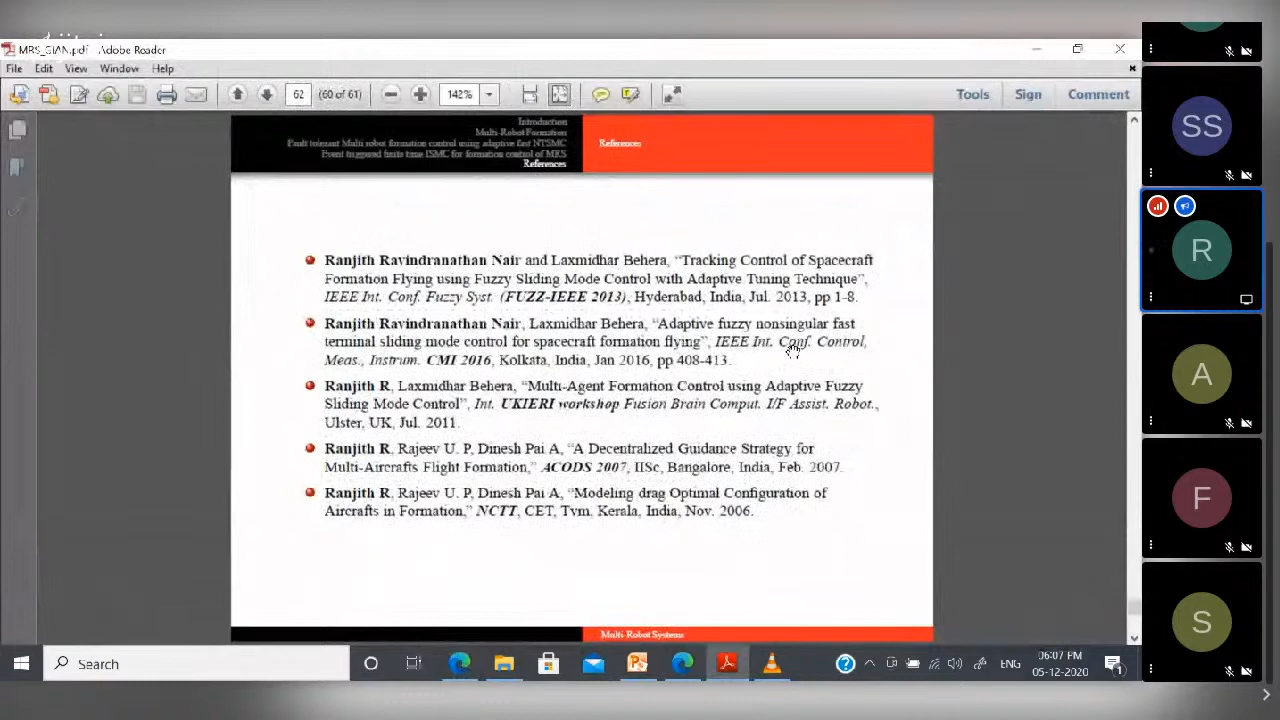 MRS_GIAN.pdf - Adobe Reader
File Edit View Window Help
62 (60 of 61) 142% Tools Sign Comment
Introduction
Multi-Robot Formation
Fault tolerant Multi robot formation control using adaptive fast NTSMC
Event triggered finite time ISMC for formation control of MRS
References
References
Ranjith Ravindranathan Nair and Laxmidhar Behera, “Tracking Control of Spacecraft
Formation Flying using Fuzzy Sliding Mode Control with Adaptive Tuning Technique”,
IEEE Int. Conf. Fuzzy Syst. (FUZZ-IEEE 2013), Hyderabad, India, Jul. 2013, pp 1-8.
Ranjith Ravindranathan Nair, Laxmidhar Behera, “Adaptive fuzzy nonsingular fast
terminal sliding mode control for spacecraft formation flying”, IEEE Int. Conf. Control,
Meas., Instrum. CMI 2016, Kolkata, India, Jan 2016, pp 408-413.
Ranjith R, Laxmidhar Behera, “Multi-Agent Formation Control using Adaptive Fuzzy
Sliding Mode Control”, Int. UKIERI workshop Fusion Brain Comput. I/F Assist. Robot.,
Ulster, UK, Jul. 2011.
Ranjith R, Rajeev U. P, Dinesh Pai A, “A Decentralized Guidance Strategy for
Multi-Aircrafts Flight Formation,” ACODS 2007, IISc, Bangalore, India, Feb. 2007.
Ranjith R, Rajeev U. P, Dinesh Pai A, “Modeling drag Optimal Configuration of
Aircrafts in Formation,” NCTT, CET, Tvm, Kerala, India, Nov. 2006.
Multi-Robot Systems
SS
R
A
F
S
Search
ENG
06:07 PM
05-12-2020
1